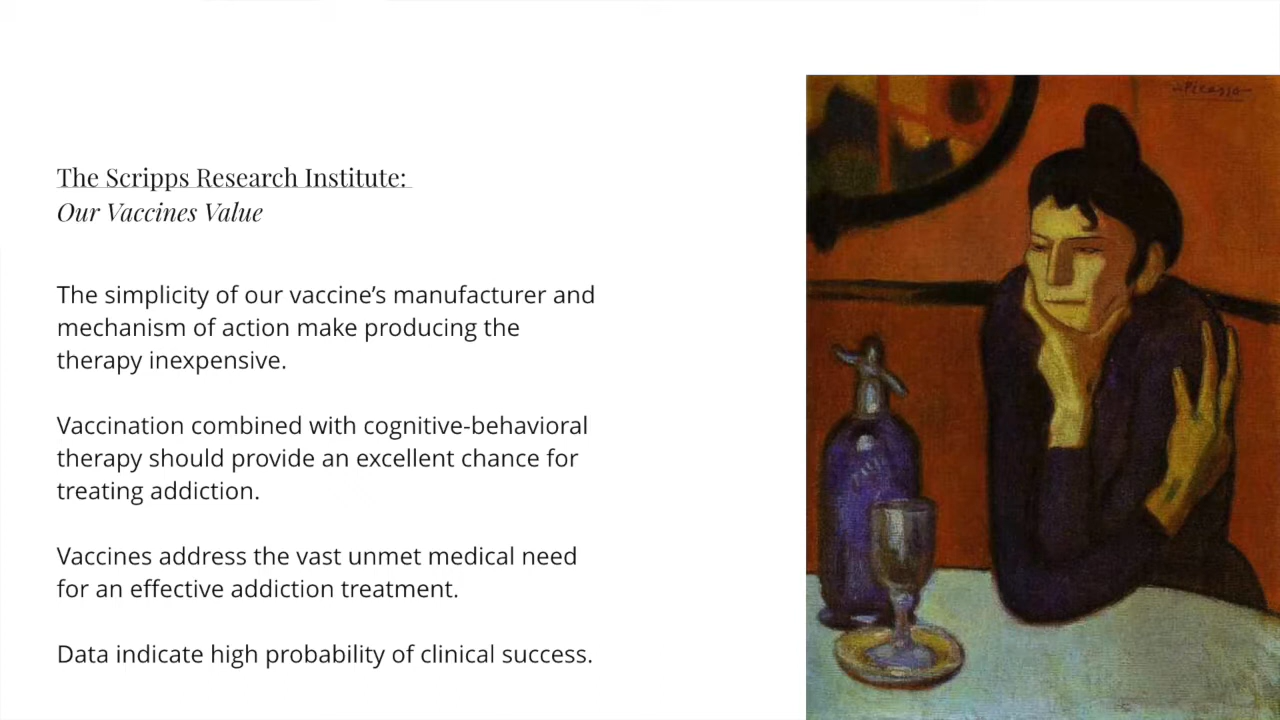 The Scripps Research Institute:
Our Vaccines Value
The simplicity of our vaccine’s manufacturer and
mechanism of action make producing the
therapy inexpensive.
Vaccination combined with cognitive-behavioral
therapy should provide an excellent chance for
treating addiction.
Vaccines address the vast unmet medical need
for an effective addiction treatment.
Data indicate high probability of clinical success.
Picasso